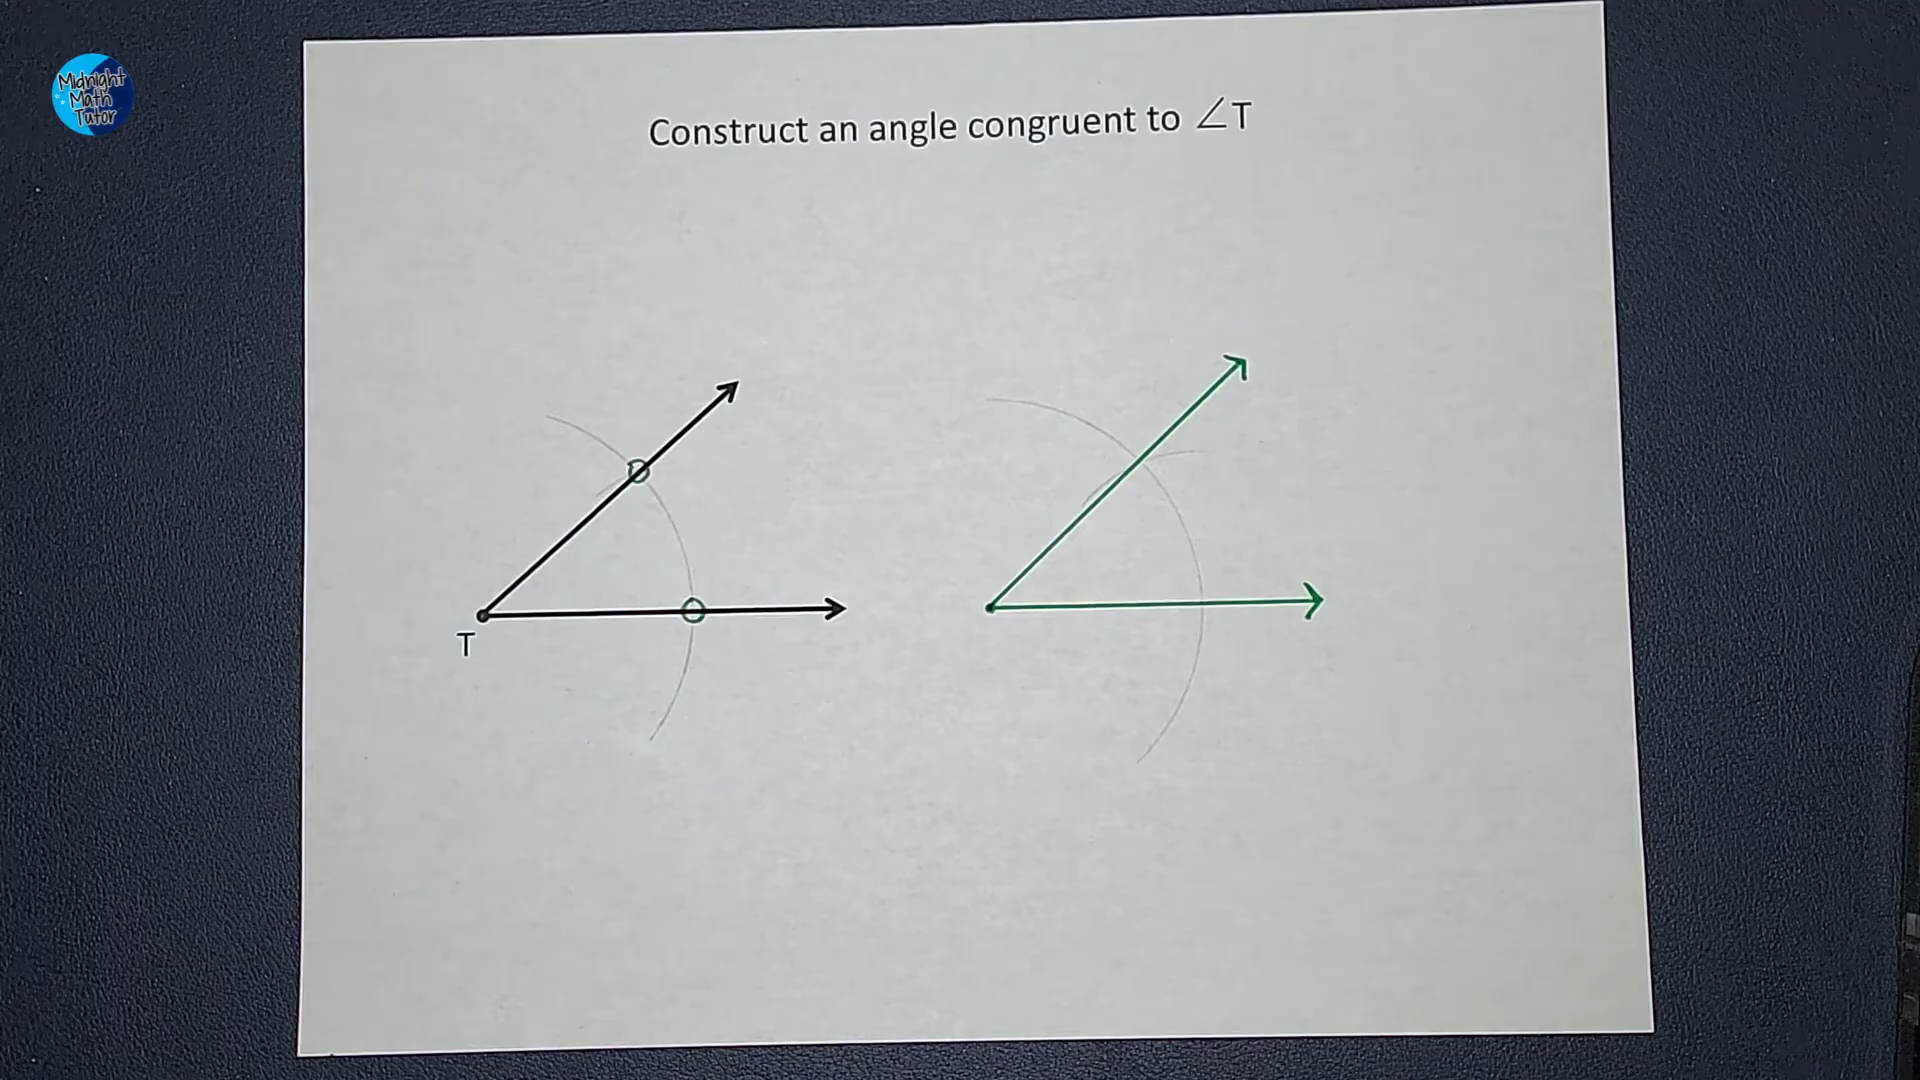 Midnight
Math
Tutor
Construct an angle congruent to ∠T
T